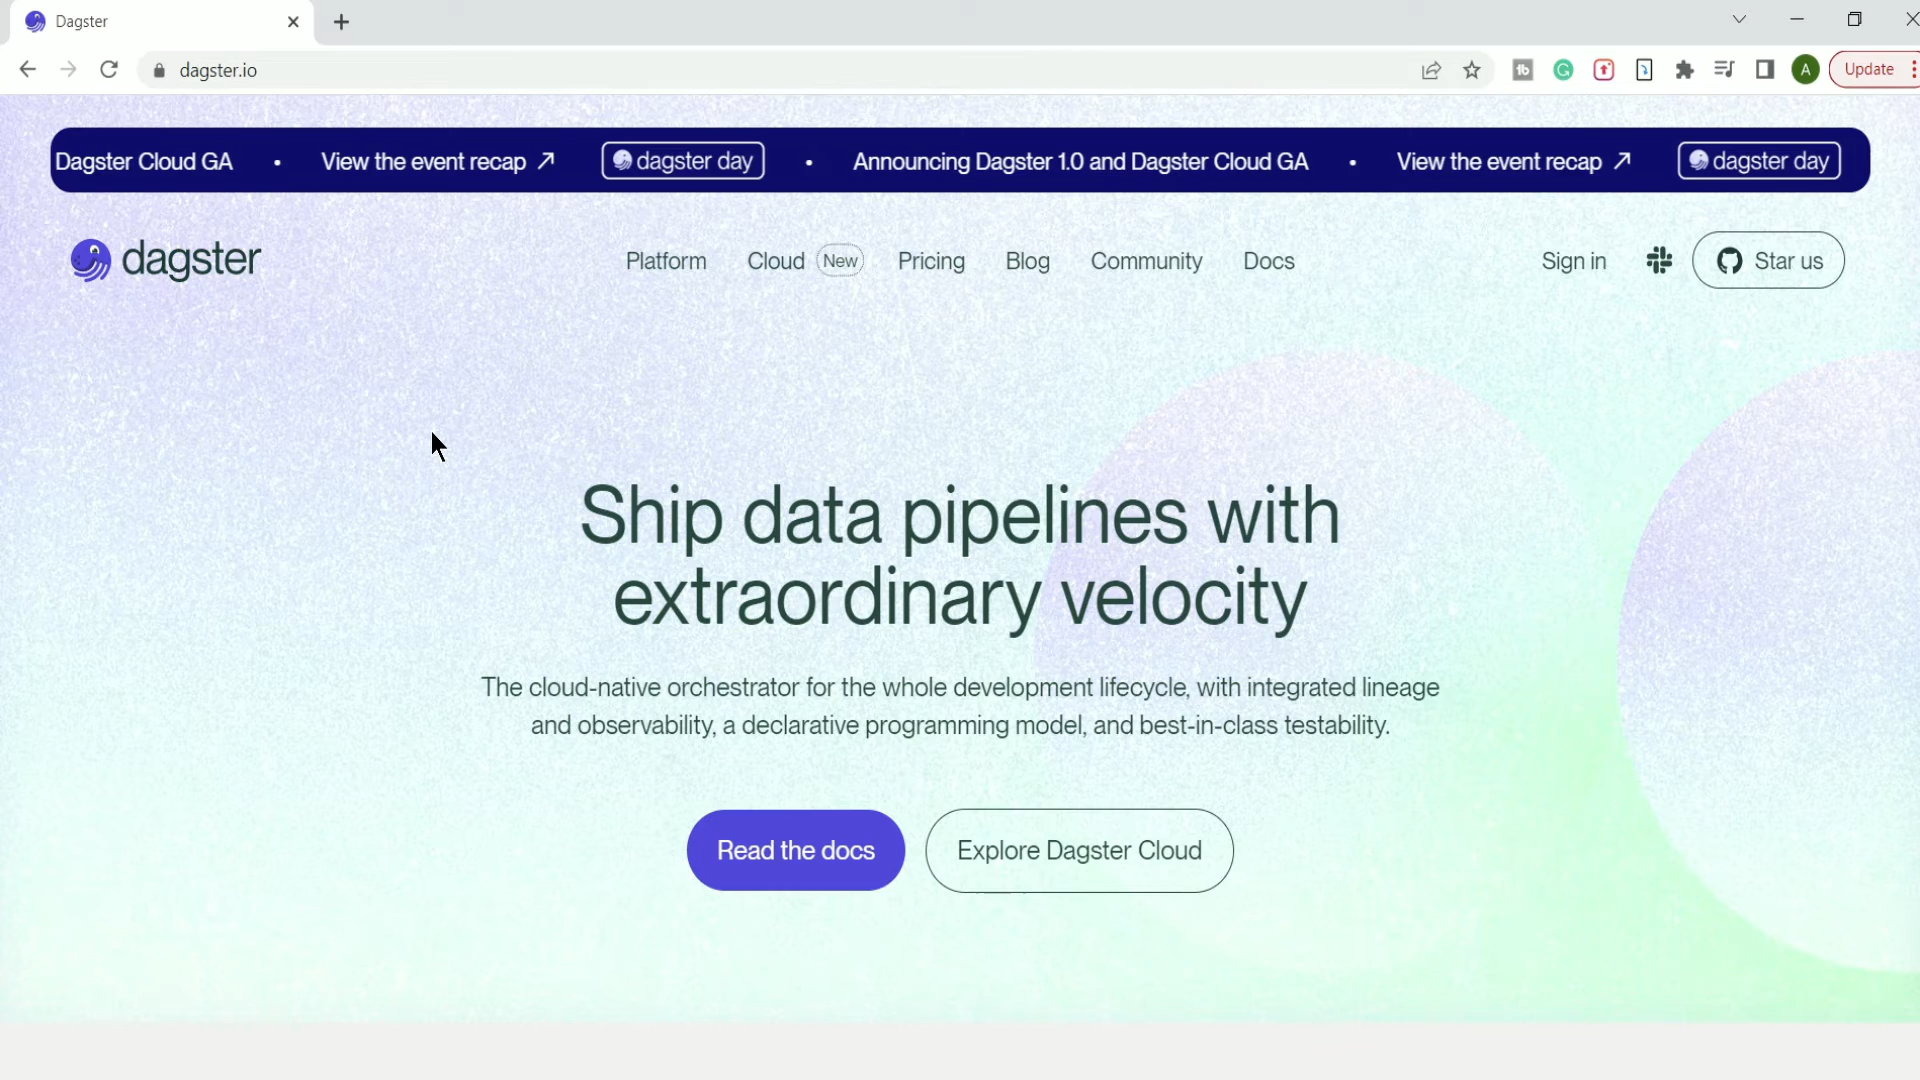 Dagster
dagster.io
Update
Dagster Cloud GA • View the event recap ↗ dagster day • Announcing Dagster 1.0 and Dagster Cloud GA • View the event recap ↗ dagster day
dagster Platform Cloud New Pricing Blog Community Docs Sign in Star us
Ship data pipelines with
extraordinary velocity
The cloud-native orchestrator for the whole development lifecycle, with integrated lineage
and observability, a declarative programming model, and best-in-class testability.
Read the docs Explore Dagster Cloud